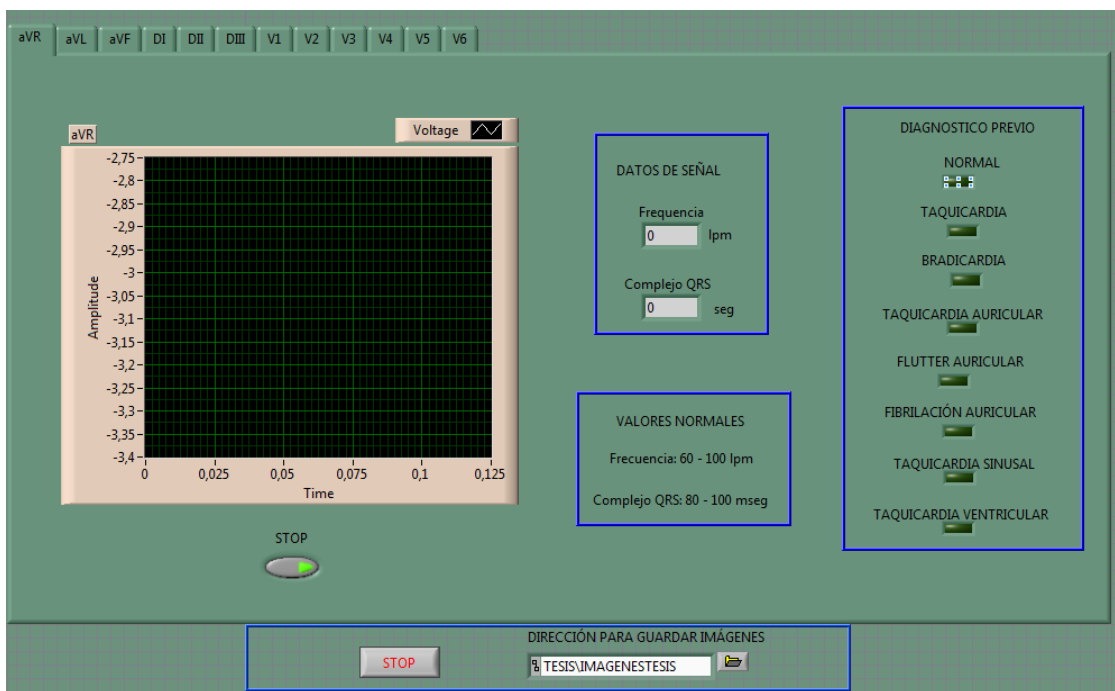 aVR aVL aVF DI DII DIII V1 V2 V3 V4 V5 V6
aVR
Voltage
-2,75
-2,8
-2,85
-2,9
-2,95
-3
-3,05
-3,1
-3,15
-3,2
-3,25
-3,3
-3,35
-3,4
Amplitude
0 0,025 0,05 0,075 0,1 0,125
Time
STOP
DATOS DE SEÑAL
Frequencia
0 lpm
Complejo QRS
0 seg
VALORES NORMALES
Frecuencia: 60 - 100 lpm
Complejo QRS: 80 - 100 mseg
DIAGNOSTICO PREVIO
NORMAL
TAQUICARDIA
BRADICARDIA
TAQUICARDIA AURICULAR
FLUTTER AURICULAR
FIBRILACIÓN AURICULAR
TAQUICARDIA SINUSAL
TAQUICARDIA VENTRICULAR
STOP
DIRECCIÓN PARA GUARDAR IMÁGENES
TESIS\IMAGENESTESIS